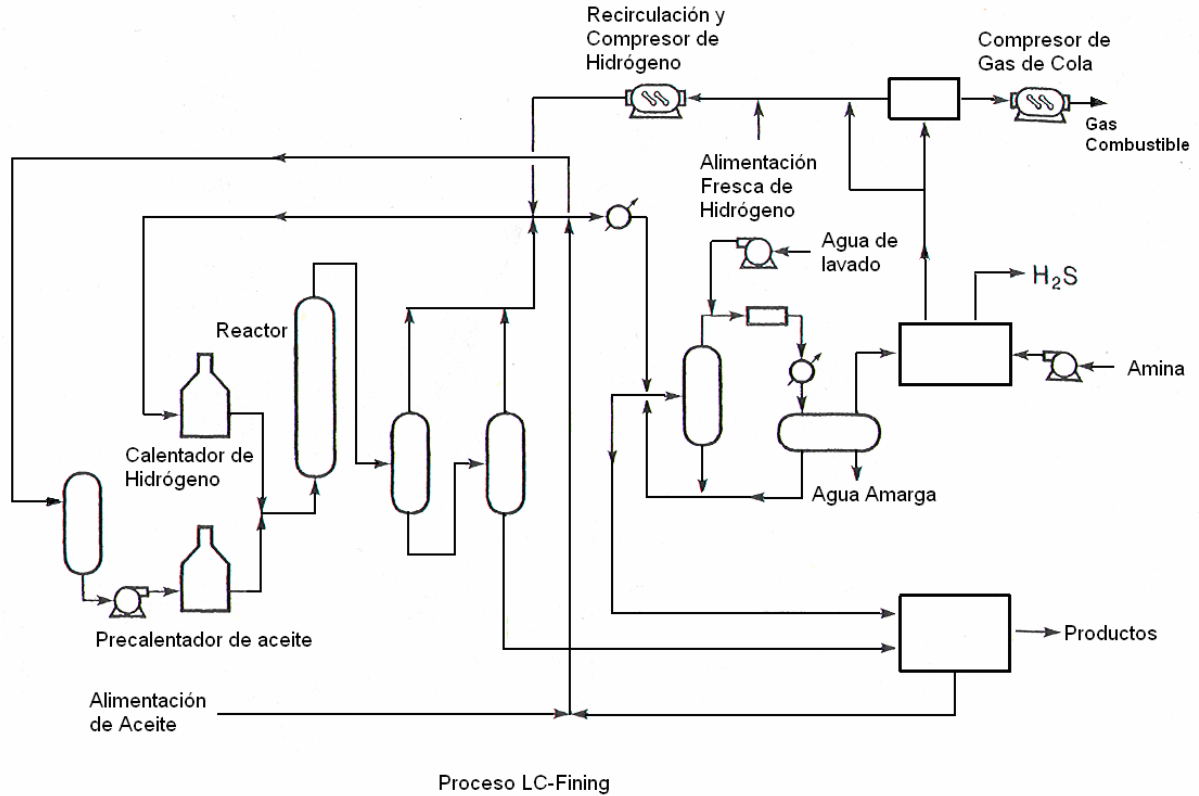 Recirculación y
Compresor de
Hidrógeno
Compresor de
Gas de Cola
Gas
Combustible
Alimentación
Fresca de
Hidrógeno
Agua de
lavado
H₂S
Reactor
Amina
Calentador de
Hidrógeno
Agua Amarga
Precalentador de aceite
Productos
Alimentación
de Aceite
Proceso LC-Fining